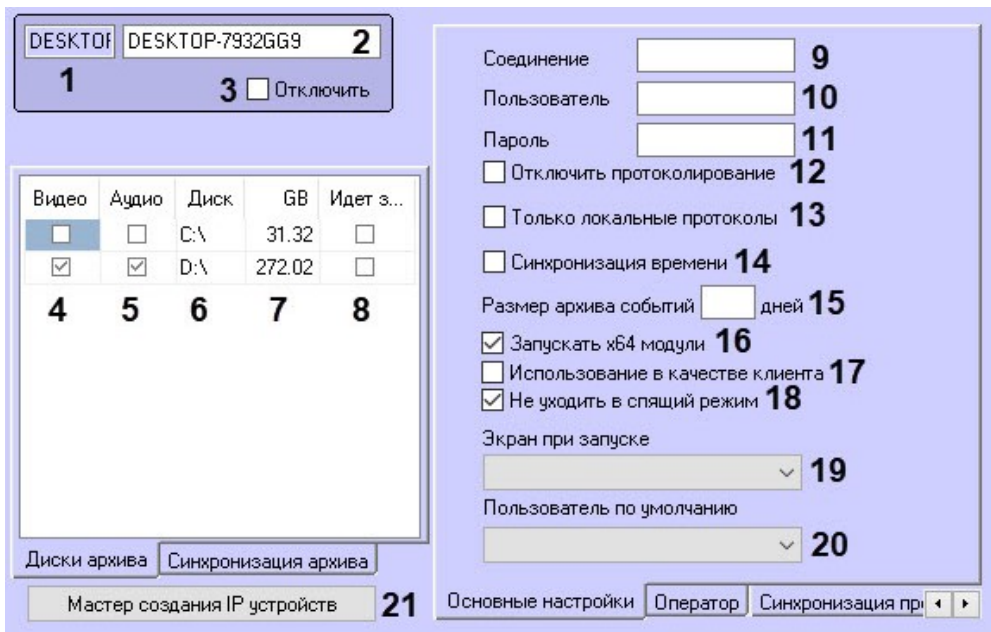 DESKTOP DESKTOP-7932GG9 2
1
3 Отключить
Видео Аудио Диск GB Идет з...
C:\ 31.32
D:\ 272.02
4 5 6 7 8
Диски архива Синхронизация архива
Мастер создания IP устройств 21
Соединение 9
Пользователь 10
Пароль 11
Отключить протоколирование 12
Только локальные протоколы 13
Синхронизация времени 14
Размер архива событий дней 15
Запускать x64 модули 16
Использование в качестве клиента 17
Не уходить в спящий режим 18
Экран при запуске
19
Пользователь по умолчанию
20
Основные настройки Оператор Синхронизация пр